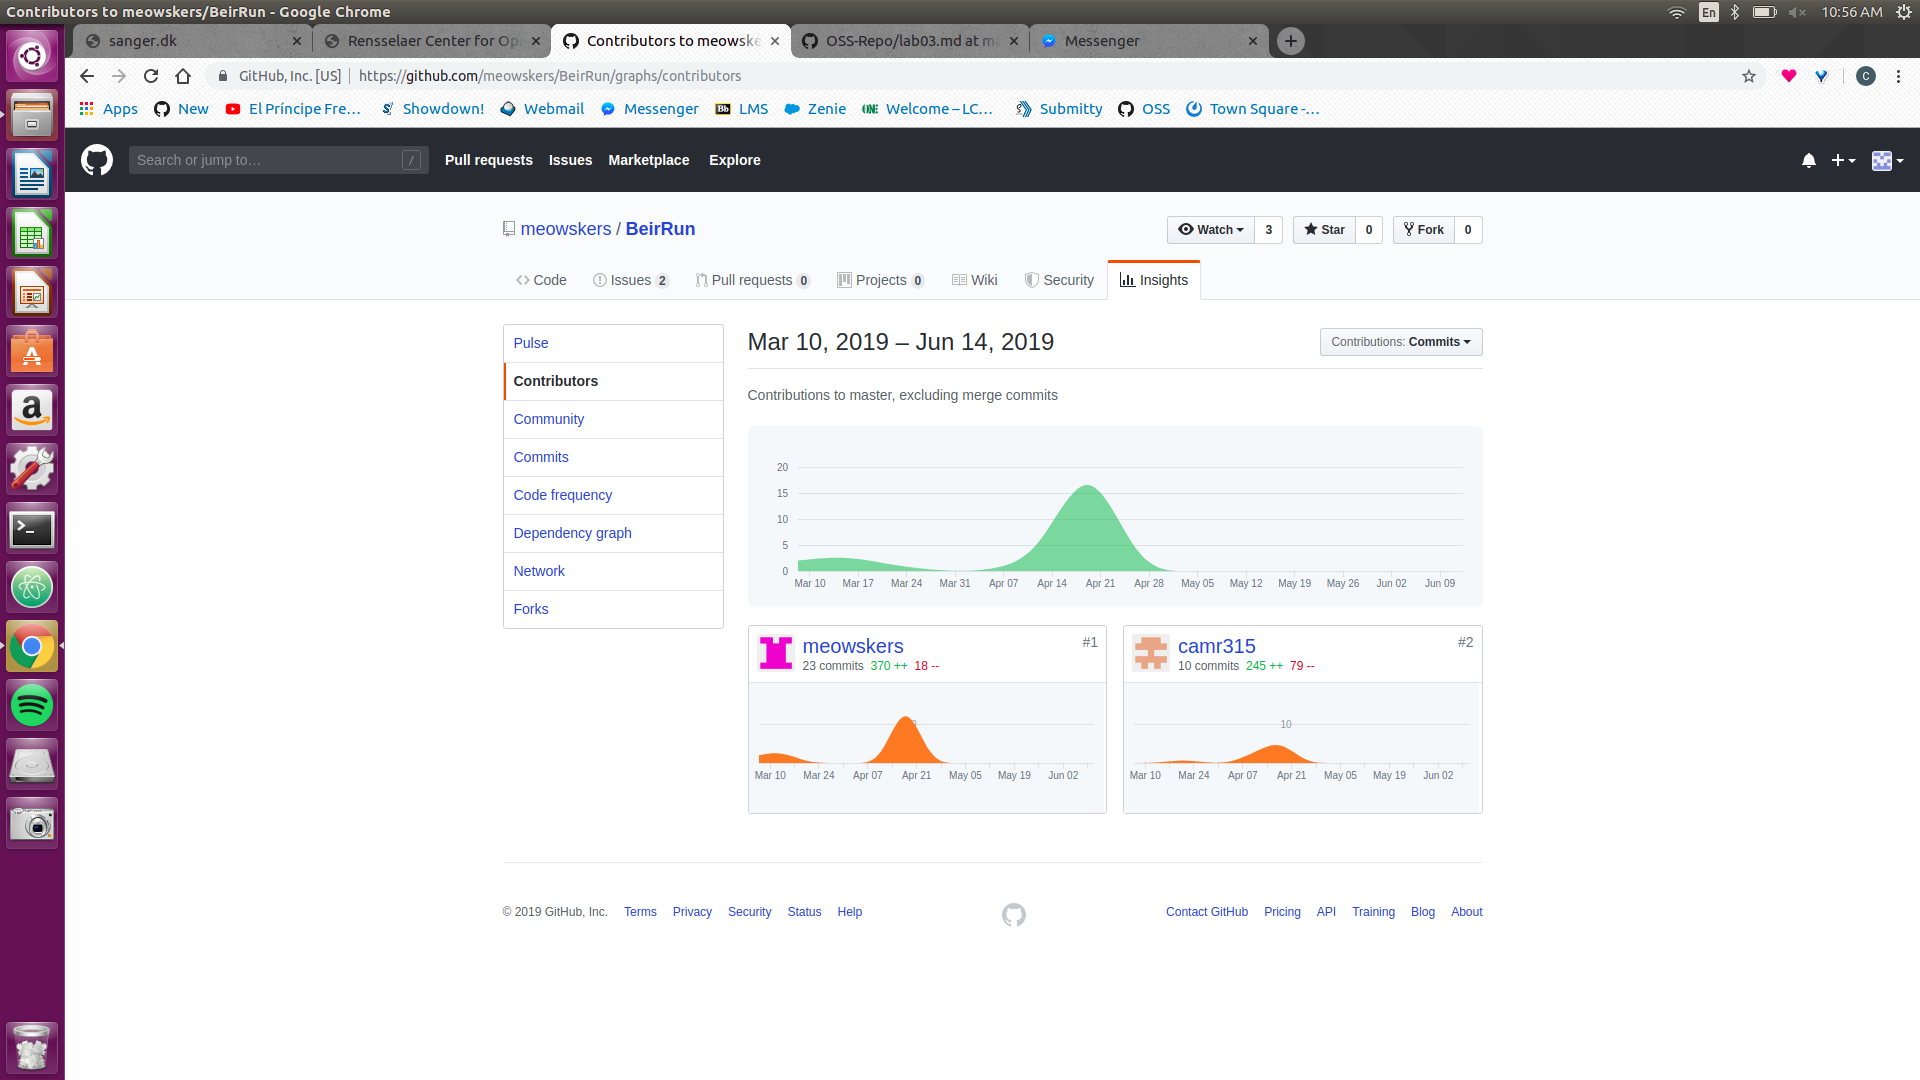 Contributors to meowskers/BeirRun - Google Chrome
En
10:56 AM
sanger.dk
Rensselaer Center for Op
Contributors to meowske
OSS-Repo/lab03.md at ma
Messenger
GitHub, Inc. [US]
https://github.com/meowskers/BeirRun/graphs/contributors
C
Apps
New
El Príncipe Fre…
Showdown!
Webmail
Messenger
Bb
LMS
Zenie
Welcome – LC…
Submitty
OSS
Town Square -…
Search or jump to…
/
Pull requests
Issues
Marketplace
Explore
meowskers / BeirRun
Watch
3
Star
0
Fork
0
Code
Issues 2
Pull requests 0
Projects 0
Wiki
Security
Insights
Pulse
Contributors
Community
Commits
Code frequency
Dependency graph
Network
Forks
Mar 10, 2019 – Jun 14, 2019
Contributions: Commits
Contributions to master, excluding merge commits
20
15
10
5
0
Mar 10 Mar 17 Mar 24 Mar 31 Apr 07 Apr 14 Apr 21 Apr 28 May 05 May 12 May 19 May 26 Jun 02 Jun 09
meowskers
#1
23 commits 370 ++ 18 --
Mar 10 Mar 24 Apr 07 Apr 21 May 05 May 19 Jun 02
camr315
#2
10 commits 245 ++ 79 --
10
Mar 10 Mar 24 Apr 07 Apr 21 May 05 May 19 Jun 02
© 2019 GitHub, Inc.
Terms
Privacy
Security
Status
Help
Contact GitHub
Pricing
API
Training
Blog
About